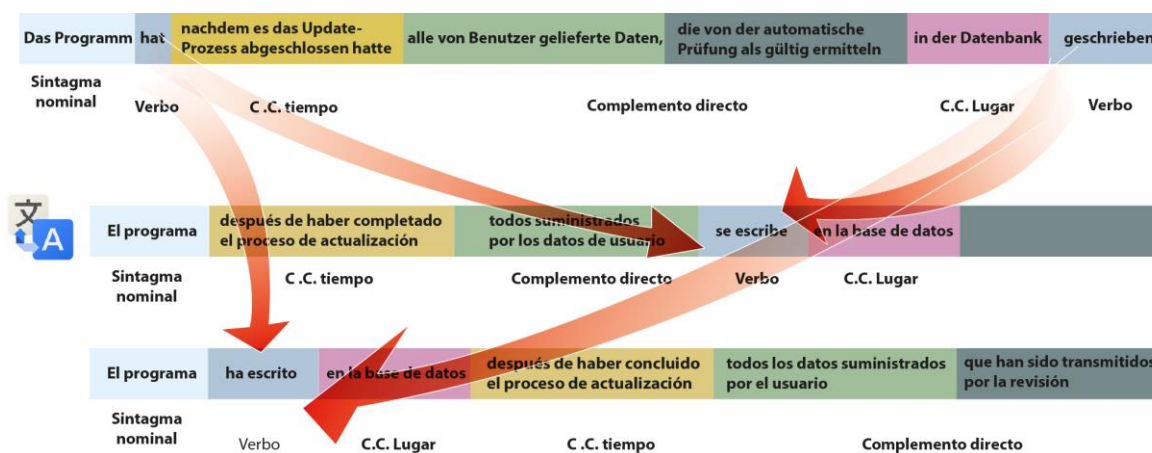 Das Programm hat nachdem es das Update-
Prozess abgeschlossen hatte alle von Benutzer gelieferte Daten, die von der automatische
Prüfung als gültig ermitteln in der Datenbank geschrieben
Sintagma
nominal Verbo C .C. tiempo Complemento directo C.C. Lugar Verbo
文 A
El programa después de haber completado
el proceso de actualización todos suministrados
por los datos de usuario se escribe en la base de datos
Sintagma
nominal C .C. tiempo Complemento directo Verbo C.C. Lugar
El programa ha escrito en la base de datos después de haber concluido
el proceso de actualización todos los datos suministrados
por el usuario que han sido transmitidos
por la revisión
Sintagma
nominal Verbo C.C. Lugar C .C. tiempo Complemento directo